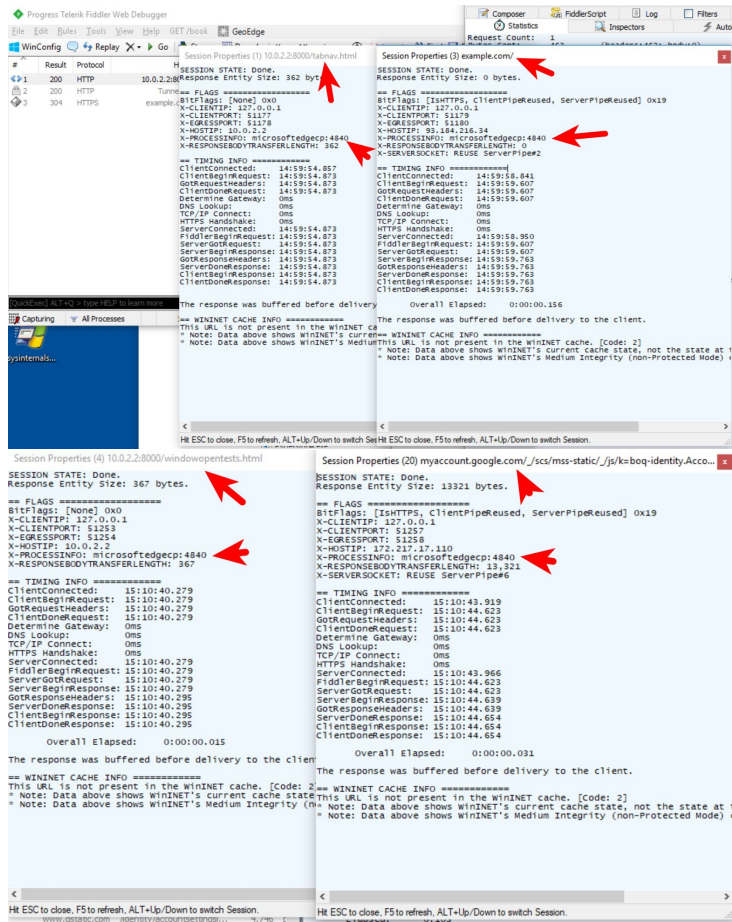 Progress Telerik Fiddler Web Debugger
File Edit Rules Tools View Help GET /book GeoEdge
WinConfig Replay X Go
# Result Protocol H
1 200 HTTP 10.0.2.2:80
2 200 HTTP Tunne
3 304 HTTPS example.c
[QuickExec] ALT+Q > type HELP to learn more
Capturing All Processes
sysinternals...
Composer FiddlerScript Log Filters
Statistics Inspectors Auto
Request Count: 1
Session Properties (1) 10.0.2.2:8000/tabnav.html
SESSION STATE: Done.
Response Entity Size: 362 byt
== FLAGS ==================
BitFlags: [None] 0x0
X-CLIENTIP: 127.0.0.1
X-CLIENTPORT: 51177
X-EGRESSPORT: 51178
X-HOSTIP: 10.0.2.2
X-PROCESSINFO: microsoftedgecp:4840
X-RESPONSEBODYTRANSFERLENGTH: 362
== TIMING INFO ============
ClientConnected: 14:59:54.857
ClientBeginRequest: 14:59:54.873
GotRequestHeaders: 14:59:54.873
ClientDoneRequest: 14:59:54.873
Determine Gateway: 0ms
DNS Lookup: 0ms
TCP/IP Connect: 0ms
HTTPS Handshake: 0ms
ServerConnected: 14:59:54.873
FiddlerBeginRequest: 14:59:54.873
ServerGotRequest: 14:59:54.873
ServerBeginResponse: 14:59:54.873
GotResponseHeaders: 14:59:54.873
ServerDoneResponse: 14:59:54.873
ClientBeginResponse: 14:59:54.873
ClientDoneResponse: 14:59:54.873
The response was buffered before delivery
== WININET CACHE INFO ============
This URL is not present in the WinINET ca
* Note: Data above shows WinINET's curren
* Note: Data above shows WinINET's Medium
Hit ESC to close, F5 to refresh, ALT+Up/Down to switch Ses
Session Properties (3) example.com/
x
SESSION STATE: Done.
Response Entity Size: 0 bytes.
== FLAGS ==================
BitFlags: [IsHTTPS, ClientPipeReused, ServerPipeReused] 0x19
X-CLIENTIP: 127.0.0.1
X-CLIENTPORT: 51179
X-EGRESSPORT: 51180
X-HOSTIP: 93.184.216.34
X-PROCESSINFO: microsoftedgecp:4840
X-RESPONSEBODYTRANSFERLENGTH: 0
X-SERVERSOCKET: REUSE ServerPipe#2
== TIMING INFO ============
ClientConnected: 14:59:58.841
ClientBeginRequest: 14:59:59.607
GotRequestHeaders: 14:59:59.607
ClientDoneRequest: 14:59:59.607
Determine Gateway: 0ms
DNS Lookup: 0ms
TCP/IP Connect: 0ms
HTTPS Handshake: 0ms
ServerConnected: 14:59:58.950
FiddlerBeginRequest: 14:59:59.607
ServerGotRequest: 14:59:59.607
ServerBeginResponse: 14:59:59.763
GotResponseHeaders: 14:59:59.763
ServerDoneResponse: 14:59:59.763
ClientBeginResponse: 14:59:59.763
ClientDoneResponse: 14:59:59.763
Overall Elapsed: 0:00:00.156
The response was buffered before delivery to the client.
== WININET CACHE INFO ============
This URL is not present in the WinINET cache. [Code: 2]
* Note: Data above shows WinINET's current cache state, not the state at
* Note: Data above shows WinINET's Medium Integrity (non-Protected Mode)
Hit ESC to close, F5 to refresh, ALT+Up/Down to switch Session.
Session Properties (4) 10.0.2.2:8000/windowopentests.html
SESSION STATE: Done.
Response Entity Size: 367 bytes.
== FLAGS ==================
BitFlags: [None] 0x0
X-CLIENTIP: 127.0.0.1
X-CLIENTPORT: 51253
X-EGRESSPORT: 51254
X-HOSTIP: 10.0.2.2
X-PROCESSINFO: microsoftedgecp:4840
X-RESPONSEBODYTRANSFERLENGTH: 367
== TIMING INFO ============
ClientConnected: 15:10:40.279
ClientBeginRequest: 15:10:40.279
GotRequestHeaders: 15:10:40.279
ClientDoneRequest: 15:10:40.279
Determine Gateway: 0ms
DNS Lookup: 0ms
TCP/IP Connect: 0ms
HTTPS Handshake: 0ms
ServerConnected: 15:10:40.279
FiddlerBeginRequest: 15:10:40.279
ServerGotRequest: 15:10:40.279
ServerBeginResponse: 15:10:40.279
GotResponseHeaders: 15:10:40.295
ServerDoneResponse: 15:10:40.295
ClientBeginResponse: 15:10:40.295
ClientDoneResponse: 15:10:40.295
Overall Elapsed: 0:00:00.015
The response was buffered before delivery to the clien
== WININET CACHE INFO ============
This URL is not present in the WinINET cache. [Code: 2
* Note: Data above shows WinINET's current cache state
* Note: Data above shows WinINET's Medium Integrity (n
Hit ESC to close, F5 to refresh, ALT+Up/Down to switch Session.
Session Properties (20) myaccount.google.com/_/scs/mss-static/_/js/k=boq-identity.Acco...
x
SESSION STATE: Done.
Response Entity Size: 13321 bytes.
== FLAGS ==================
BitFlags: [IsHTTPS, ClientPipeReused, ServerPipeReused] 0x19
X-CLIENTIP: 127.0.0.1
X-CLIENTPORT: 51257
X-EGRESSPORT: 51258
X-HOSTIP: 172.217.17.110
X-PROCESSINFO: microsoftedgecp:4840
X-RESPONSEBODYTRANSFERLENGTH: 13,321
X-SERVERSOCKET: REUSE ServerPipe#6
== TIMING INFO ============
ClientConnected: 15:10:43.919
ClientBeginRequest: 15:10:44.623
GotRequestHeaders: 15:10:44.623
ClientDoneRequest: 15:10:44.623
Determine Gateway: 0ms
DNS Lookup: 0ms
TCP/IP Connect: 0ms
HTTPS Handshake: 0ms
ServerConnected: 15:10:43.966
FiddlerBeginRequest: 15:10:44.623
ServerGotRequest: 15:10:44.623
ServerBeginResponse: 15:10:44.639
GotResponseHeaders: 15:10:44.639
ServerDoneResponse: 15:10:44.654
ClientBeginResponse: 15:10:44.654
ClientDoneResponse: 15:10:44.654
Overall Elapsed: 0:00:00.031
The response was buffered before delivery to the client.
== WININET CACHE INFO ============
This URL is not present in the WinINET cache. [Code: 2]
* Note: Data above shows WinINET's current cache state, not the state at
* Note: Data above shows WinINET's Medium Integrity (non-Protected Mode)
Hit ESC to close, F5 to refresh, ALT+Up/Down to switch Session.